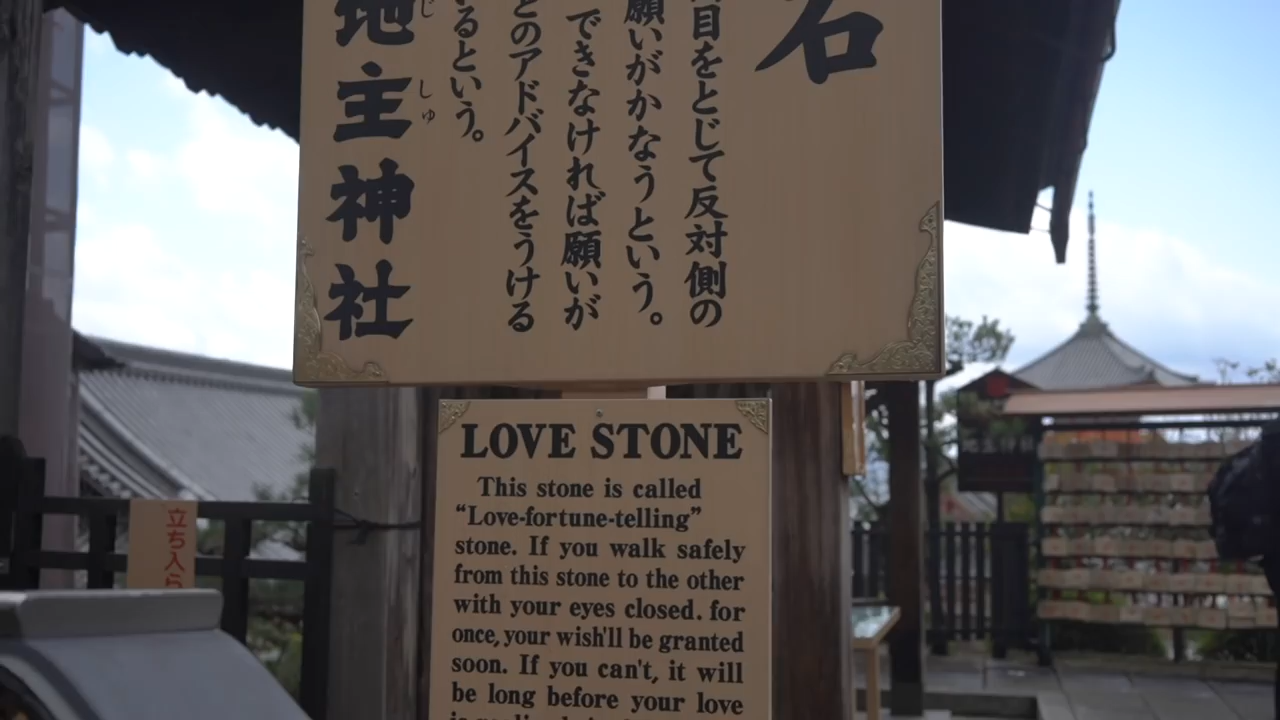 石
目をとじて反対側の
願いがかなうという。
できなければ願いが
とのアドバイスをうける
るという。
地主神社
じしゅ
LOVE STONE
This stone is called
“Love-fortune-telling”
stone. If you walk safely
from this stone to the other
with your eyes closed. for
once, your wish'll be granted
soon. If you can't, it will
be long before your love
立ち入ら